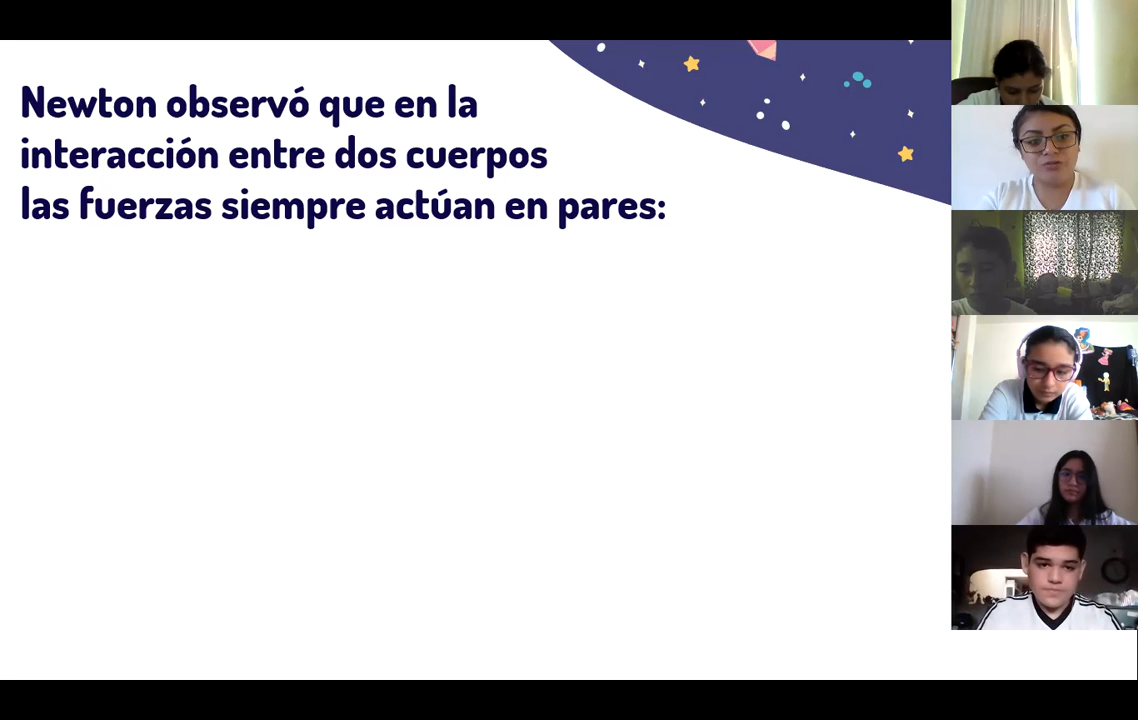 Newton observó que en la
interacción entre dos cuerpos
las fuerzas siempre actúan en pares: